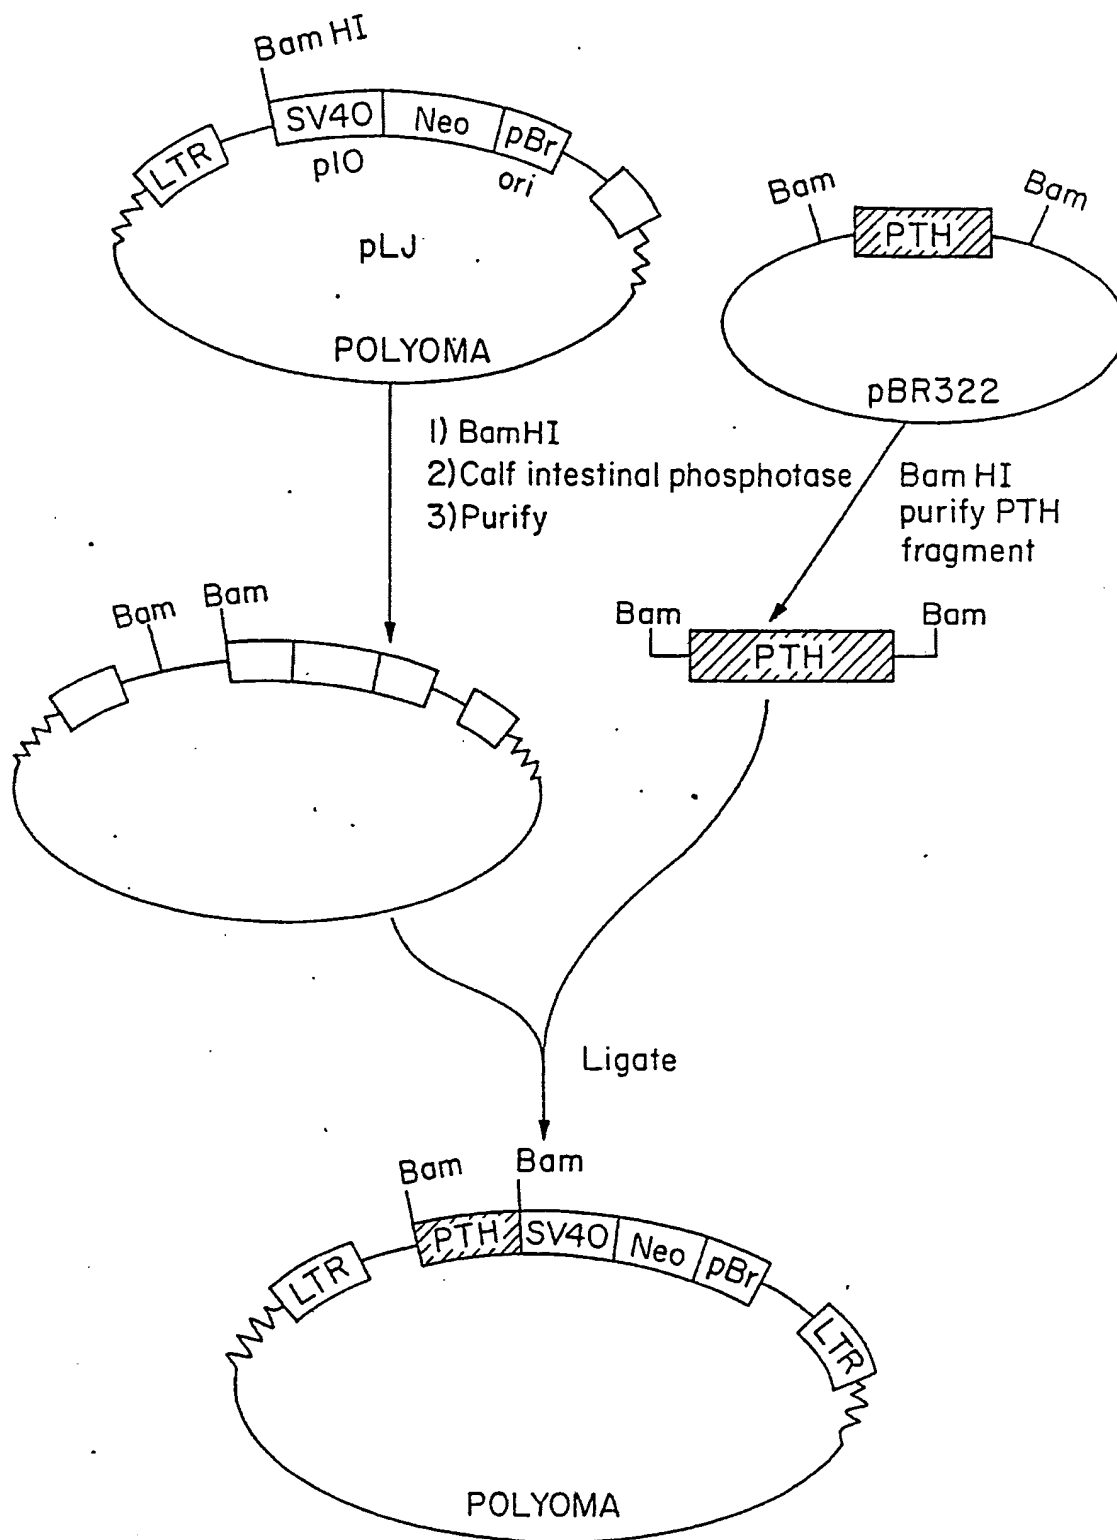 Bam HI
SV40
Neo
pBr
LTR
pIO
ori
pLJ
POLYOMA
Bam
Bam
PTH
pBR322
1) BamHI
2) Calf intestinal phosphotase
3) Purify
Bam HI
purify PTH
fragment
Bam
Bam
Bam
Bam
PTH
Ligate
Bam
Bam
PTH
SV40
Neo
pBr
LTR
LTR
POLYOMA